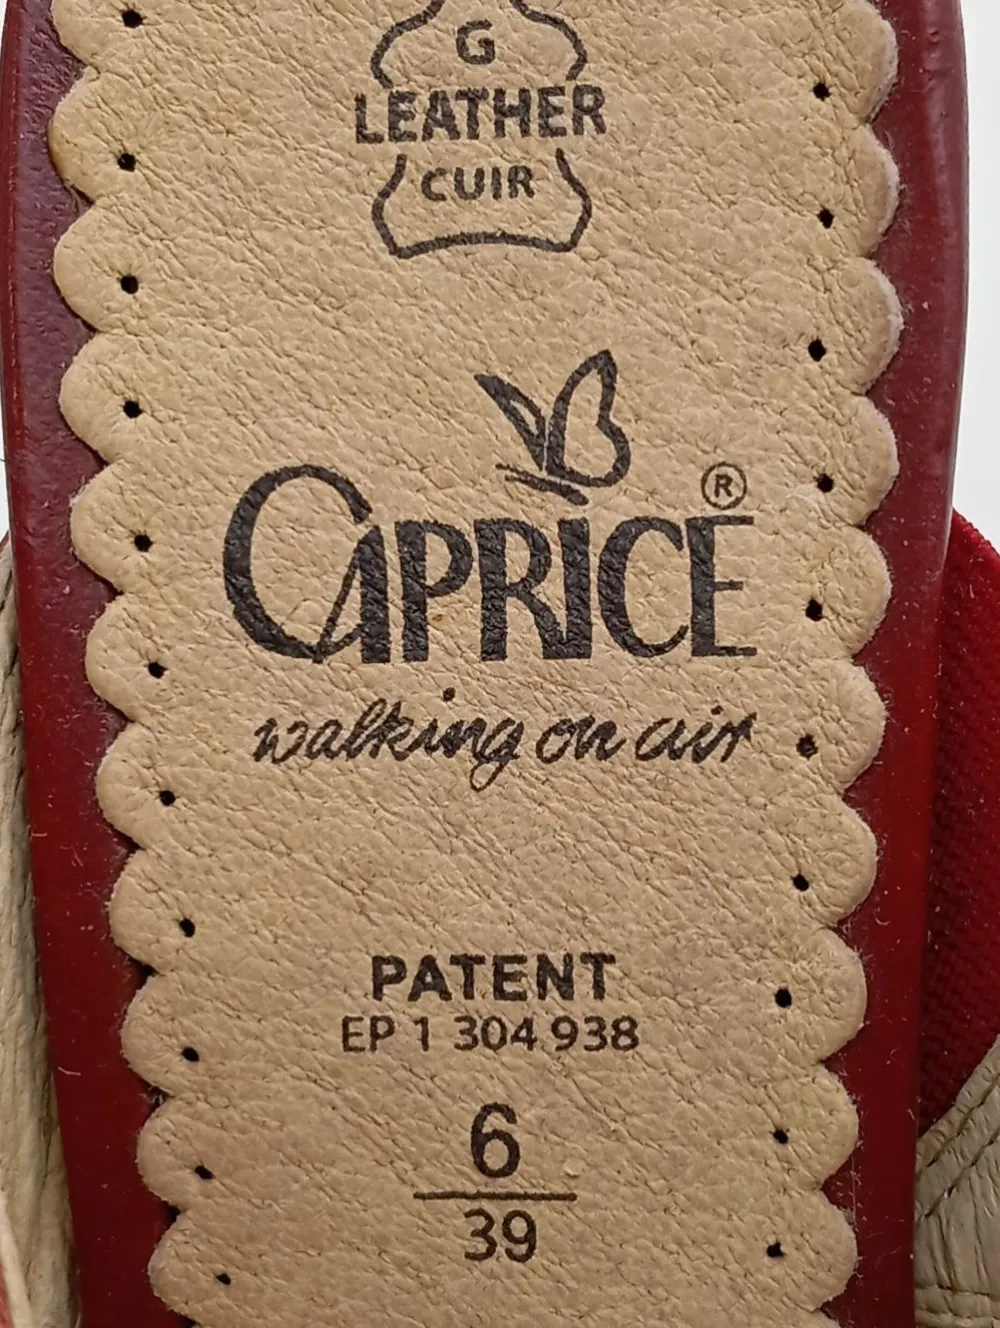 G
LEATHER
CUIR
CAPRICE®
walking on air
PATENT
EP 1 304 938
6
39